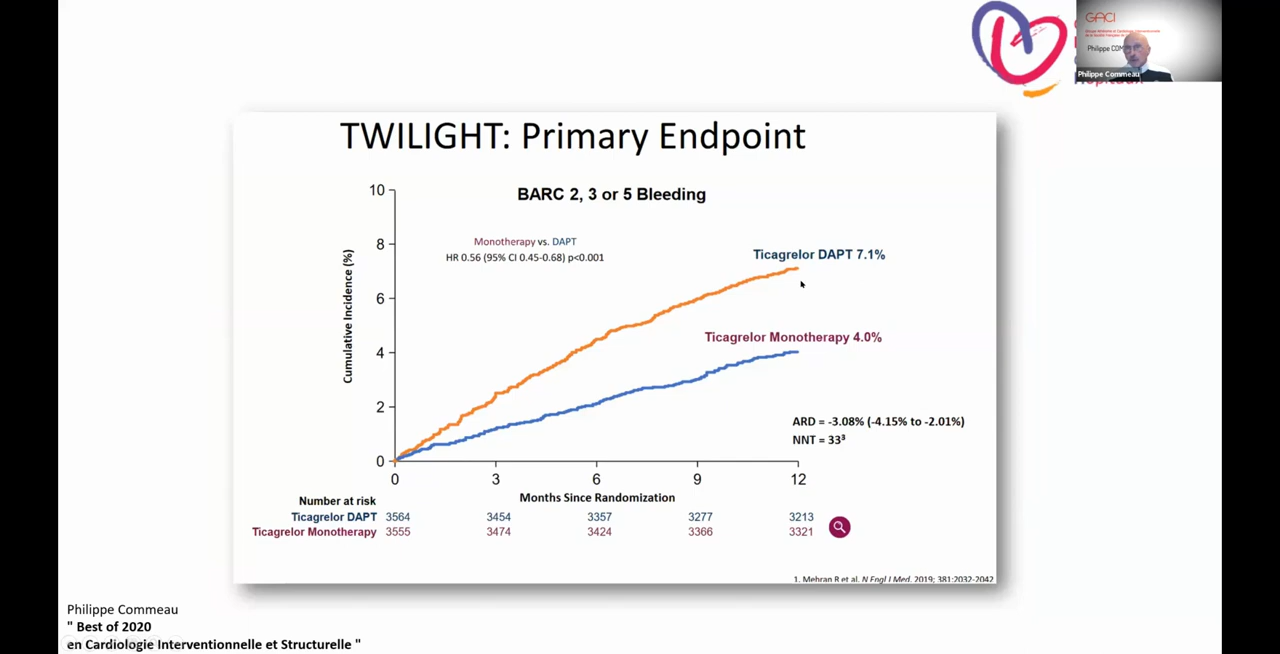 GACI
Philippe COM
Philippe Commeau
TWILIGHT: Primary Endpoint
BARC 2, 3 or 5 Bleeding
Monotherapy vs. DAPT
HR 0.56 (95% CI 0.45-0.68) p<0.001
Ticagrelor DAPT 7.1%
Ticagrelor Monotherapy 4.0%
Cumulative Incidence (%)
10
8
6
4
2
0
ARD = -3.08% (-4.15% to -2.01%)
NNT = 33³
0 3 6 9 12
Months Since Randomization
Number at risk
Ticagrelor DAPT 3564 3454 3357 3277 3213
Ticagrelor Monotherapy 3555 3474 3424 3366 3321
1. Mehran R et al. N Engl J Med. 2019; 381:2032-2042
Philippe Commeau
" Best of 2020
en Cardiologie Interventionnelle et Structurelle "